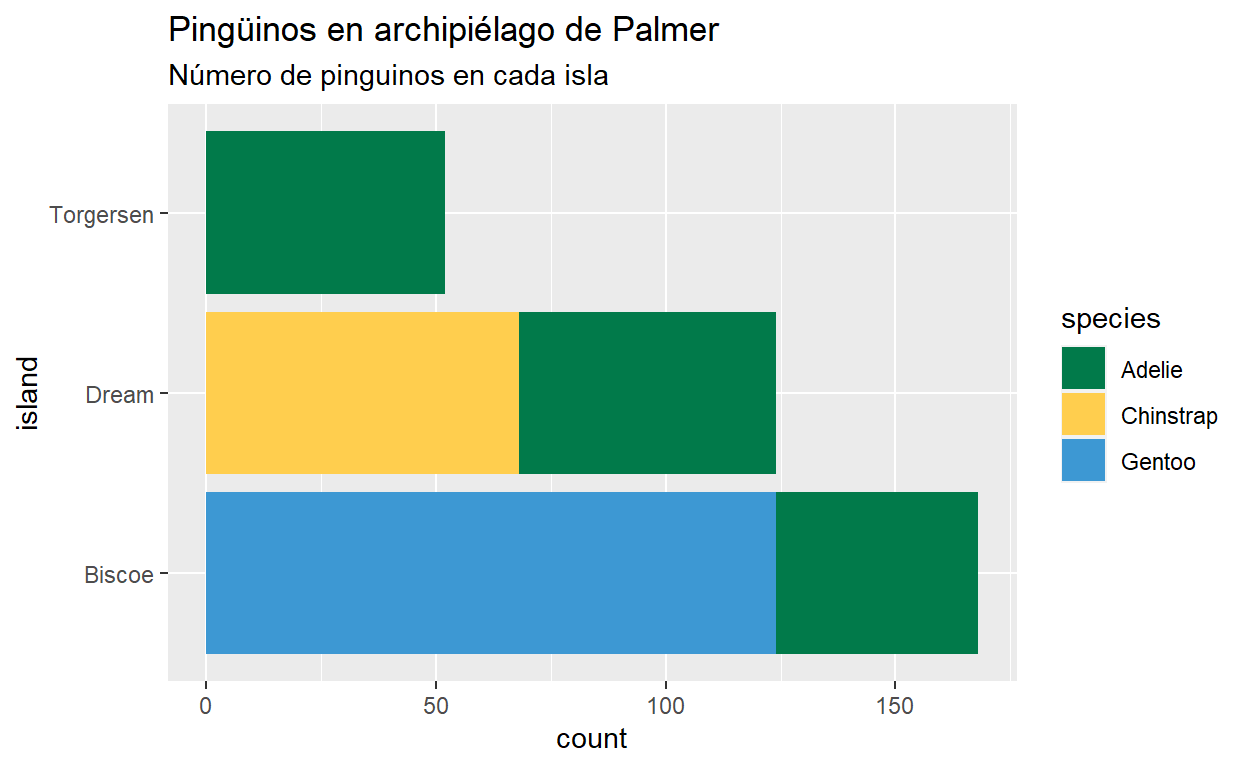 Pingüinos en archipiélago de Palmer
Número de pinguinos en cada isla
Torgersen
Dream
Biscoe
island
0 50 100 150
count
species
Adelie
Chinstrap
Gentoo